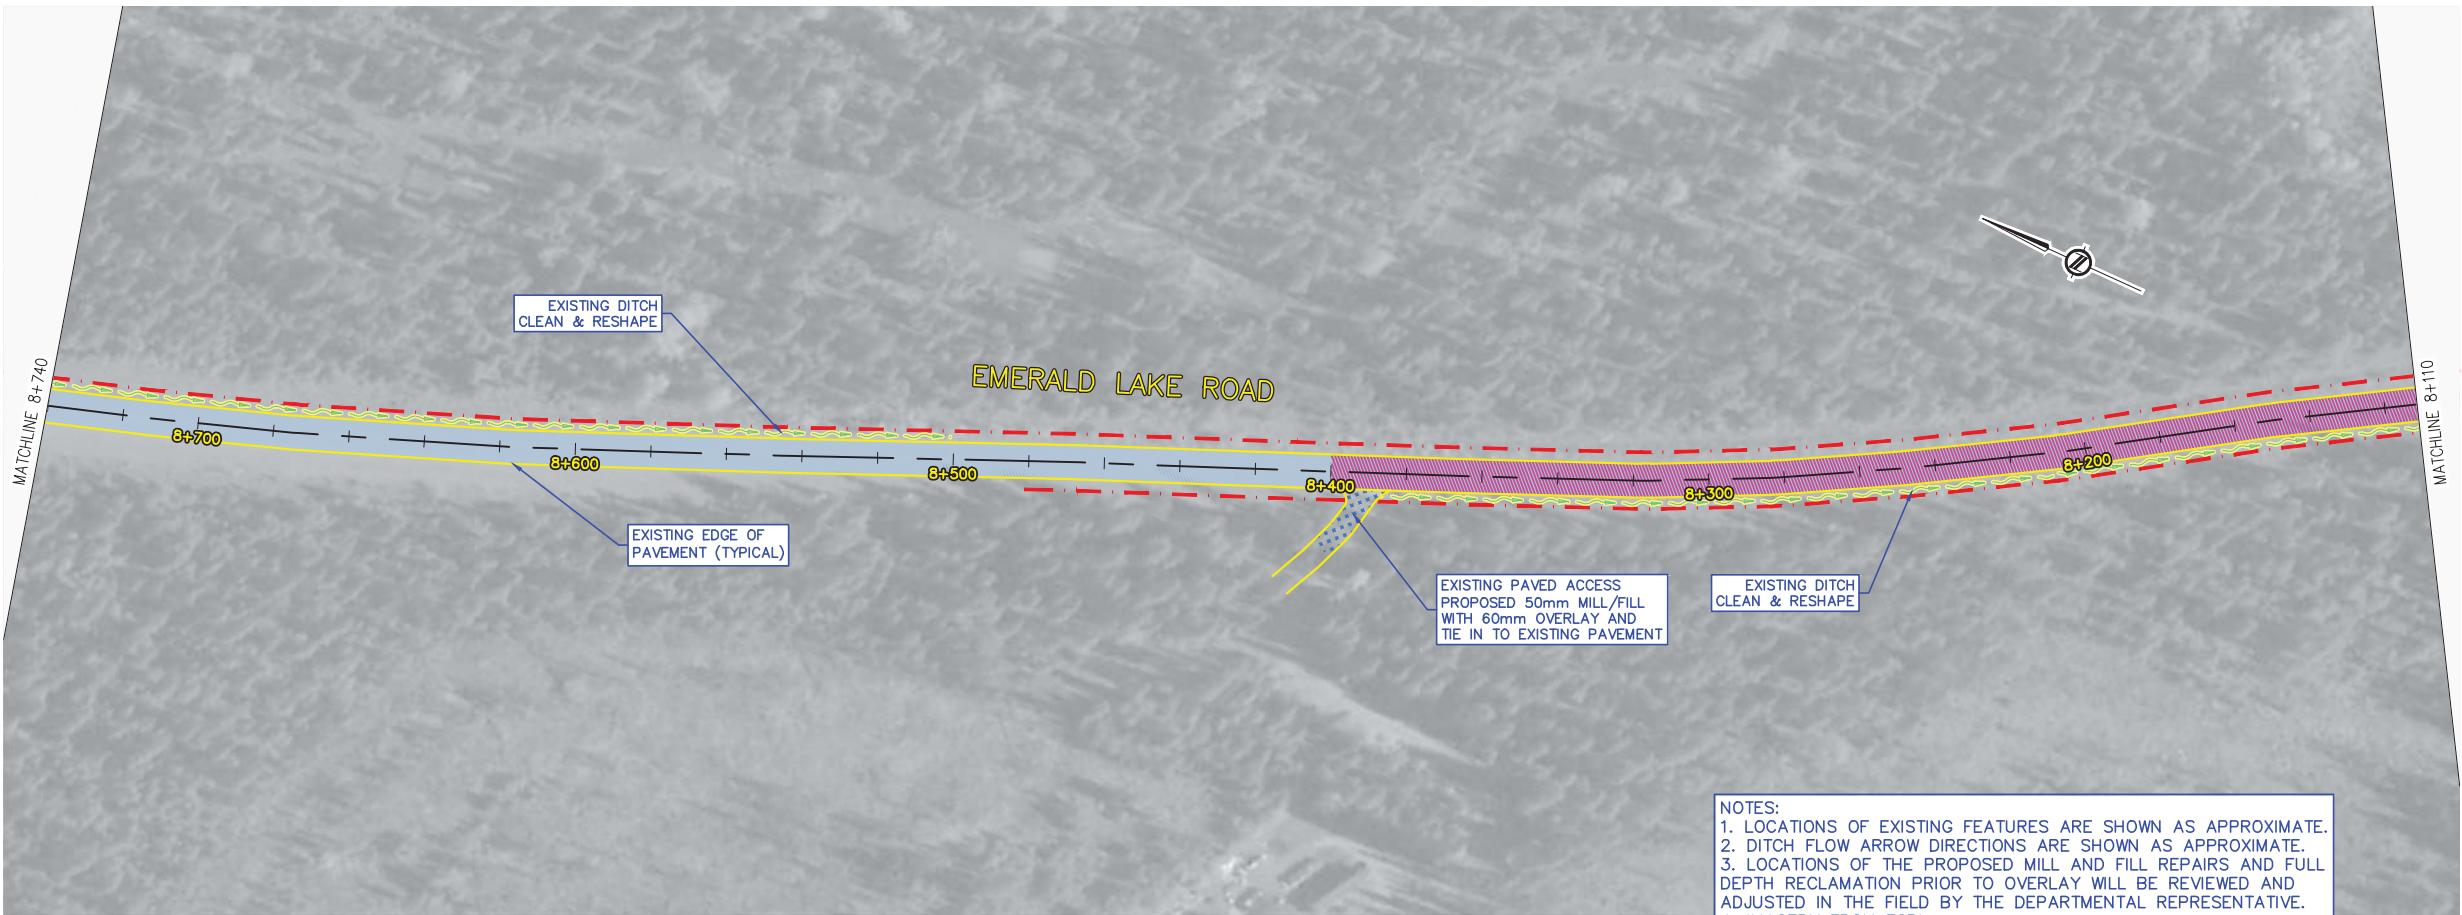 EXISTING DITCH
CLEAN & RESHAPE
EMERALD LAKE ROAD
MATCHLINE 8+740
MATCHLINE 8+110
8+700
8+600
8+500
8+400
8+300
8+200
EXISTING EDGE OF
PAVEMENT (TYPICAL)
EXISTING PAVED ACCESS
PROPOSED 50mm MILL/FILL
WITH 60mm OVERLAY AND
TIE IN TO EXISTING PAVEMENT
EXISTING DITCH
CLEAN & RESHAPE
NOTES:
1. LOCATIONS OF EXISTING FEATURES ARE SHOWN AS APPROXIMATE.
2. DITCH FLOW ARROW DIRECTIONS ARE SHOWN AS APPROXIMATE.
3. LOCATIONS OF THE PROPOSED MILL AND FILL REPAIRS AND FULL
DEPTH RECLAMATION PRIOR TO OVERLAY WILL BE REVIEWED AND
ADJUSTED IN THE FIELD BY THE DEPARTMENTAL REPRESENTATIVE.